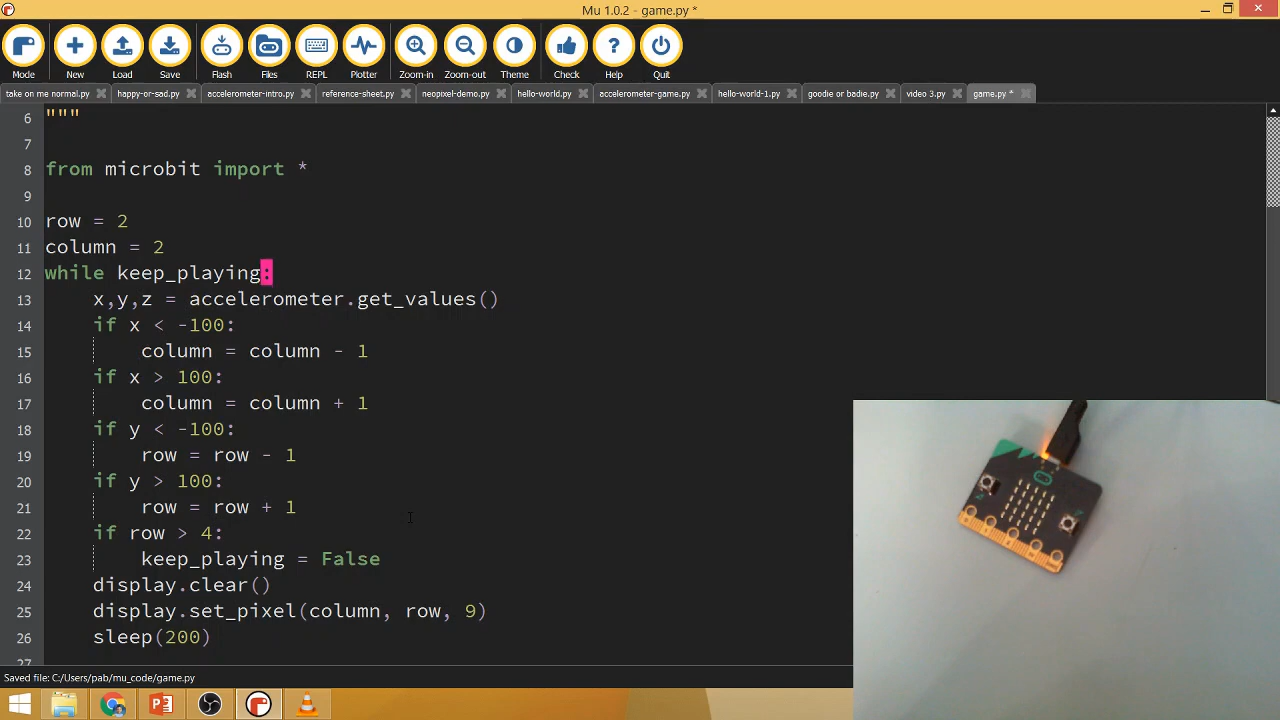 Mu 1.0.2 - game.py *
Mode New Load Save Flash Files REPL Plotter Zoom-in Zoom-out Theme Check Help Quit
take on me normal.py happy-or-sad.py accelerometer-intro.py reference-sheet.py neopixel-demo.py hello-world.py accelerometer-game.py hello-world-1.py goodie or badie.py video 3.py game.py *
6 """
7
8 from microbit import *
9
10 row = 2
11 column = 2
12 while keep_playing:
13 x,y,z = accelerometer.get_values()
14 if x < -100:
15 column = column - 1
16 if x > 100:
17 column = column + 1
18 if y < -100:
19 row = row - 1
20 if y > 100:
21 row = row + 1
22 if row > 4:
23 keep_playing = False
24 display.clear()
25 display.set_pixel(column, row, 9)
26 sleep(200)
27
Saved file: C:/Users/pab/mu_code/game.py